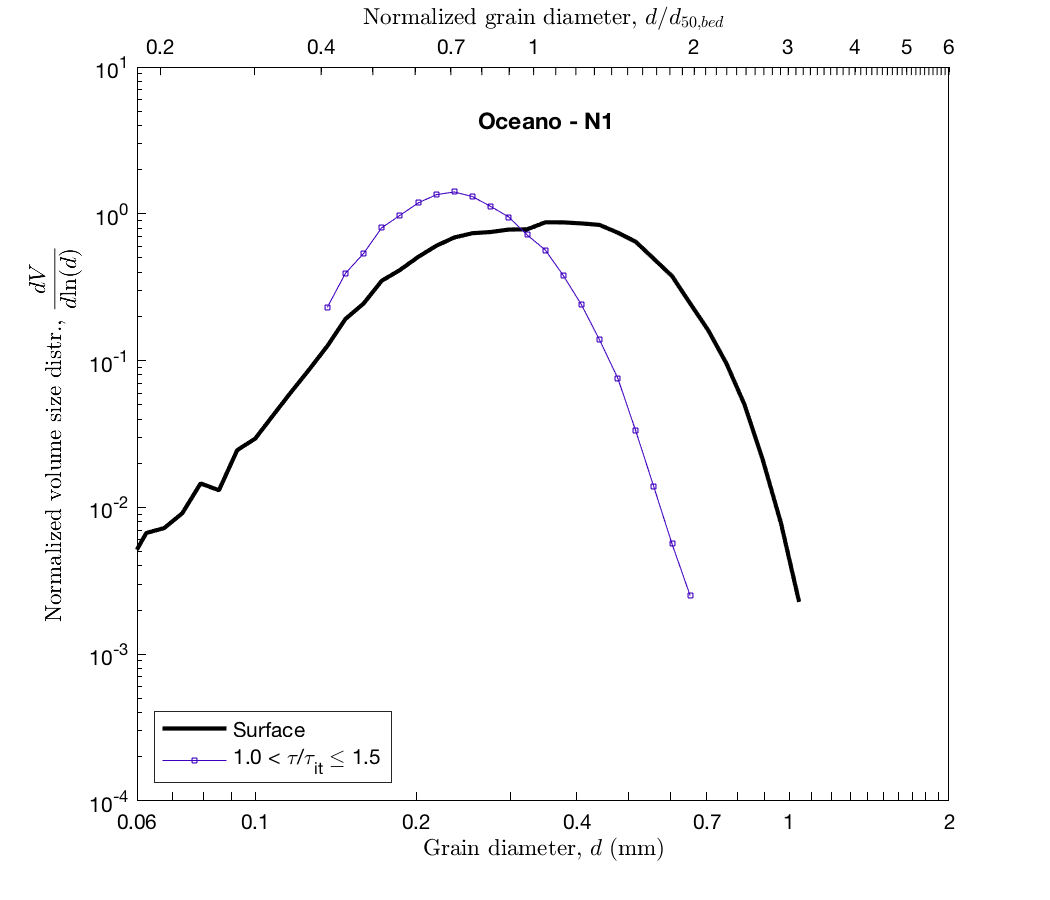 Normalized grain diameter, d/d50,bed
0.2 0.4 0.7 1 2 3 4 5 6
Oceano - N1
10^1
10^0
10^-1
10^-2
10^-3
10^-4
Normalized volume size distr., dV/dln(d)
Surface
1.0 < τ/τit ≤ 1.5
0.06 0.1 0.2 0.4 0.7 1 2
Grain diameter, d (mm)